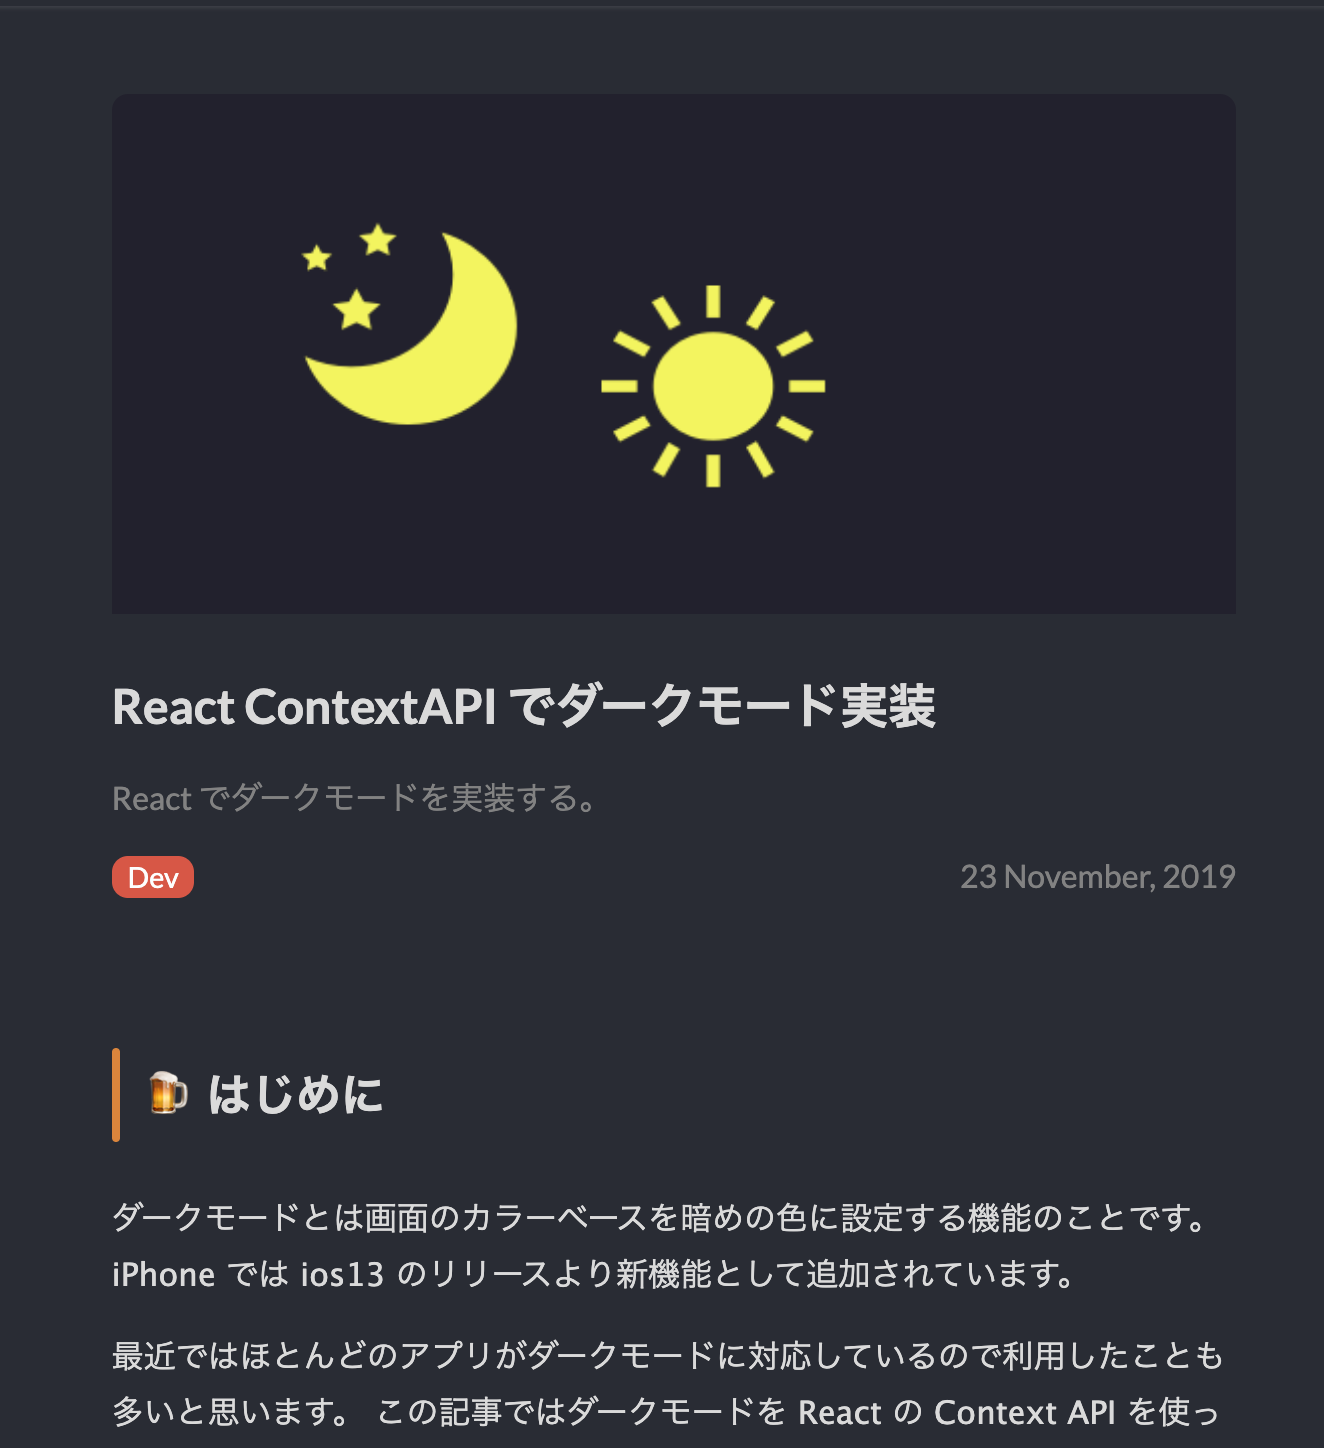 React ContextAPI でダークモード実装
React でダークモードを実装する。
Dev
23 November, 2019
🍺 はじめに
ダークモードとは画面のカラーベースを暗めの色に設定する機能のことです。
iPhone では ios13 のリリースより新機能として追加されています。
最近ではほとんどのアプリがダークモードに対応しているので利用したことも
多いと思います。 この記事ではダークモードを React の Context API を使っ